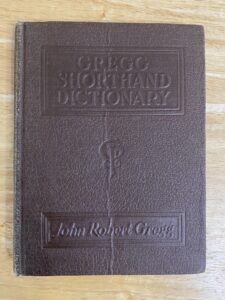 GREGG
SHORTHAND
DICTIONARY
John Robert Gregg